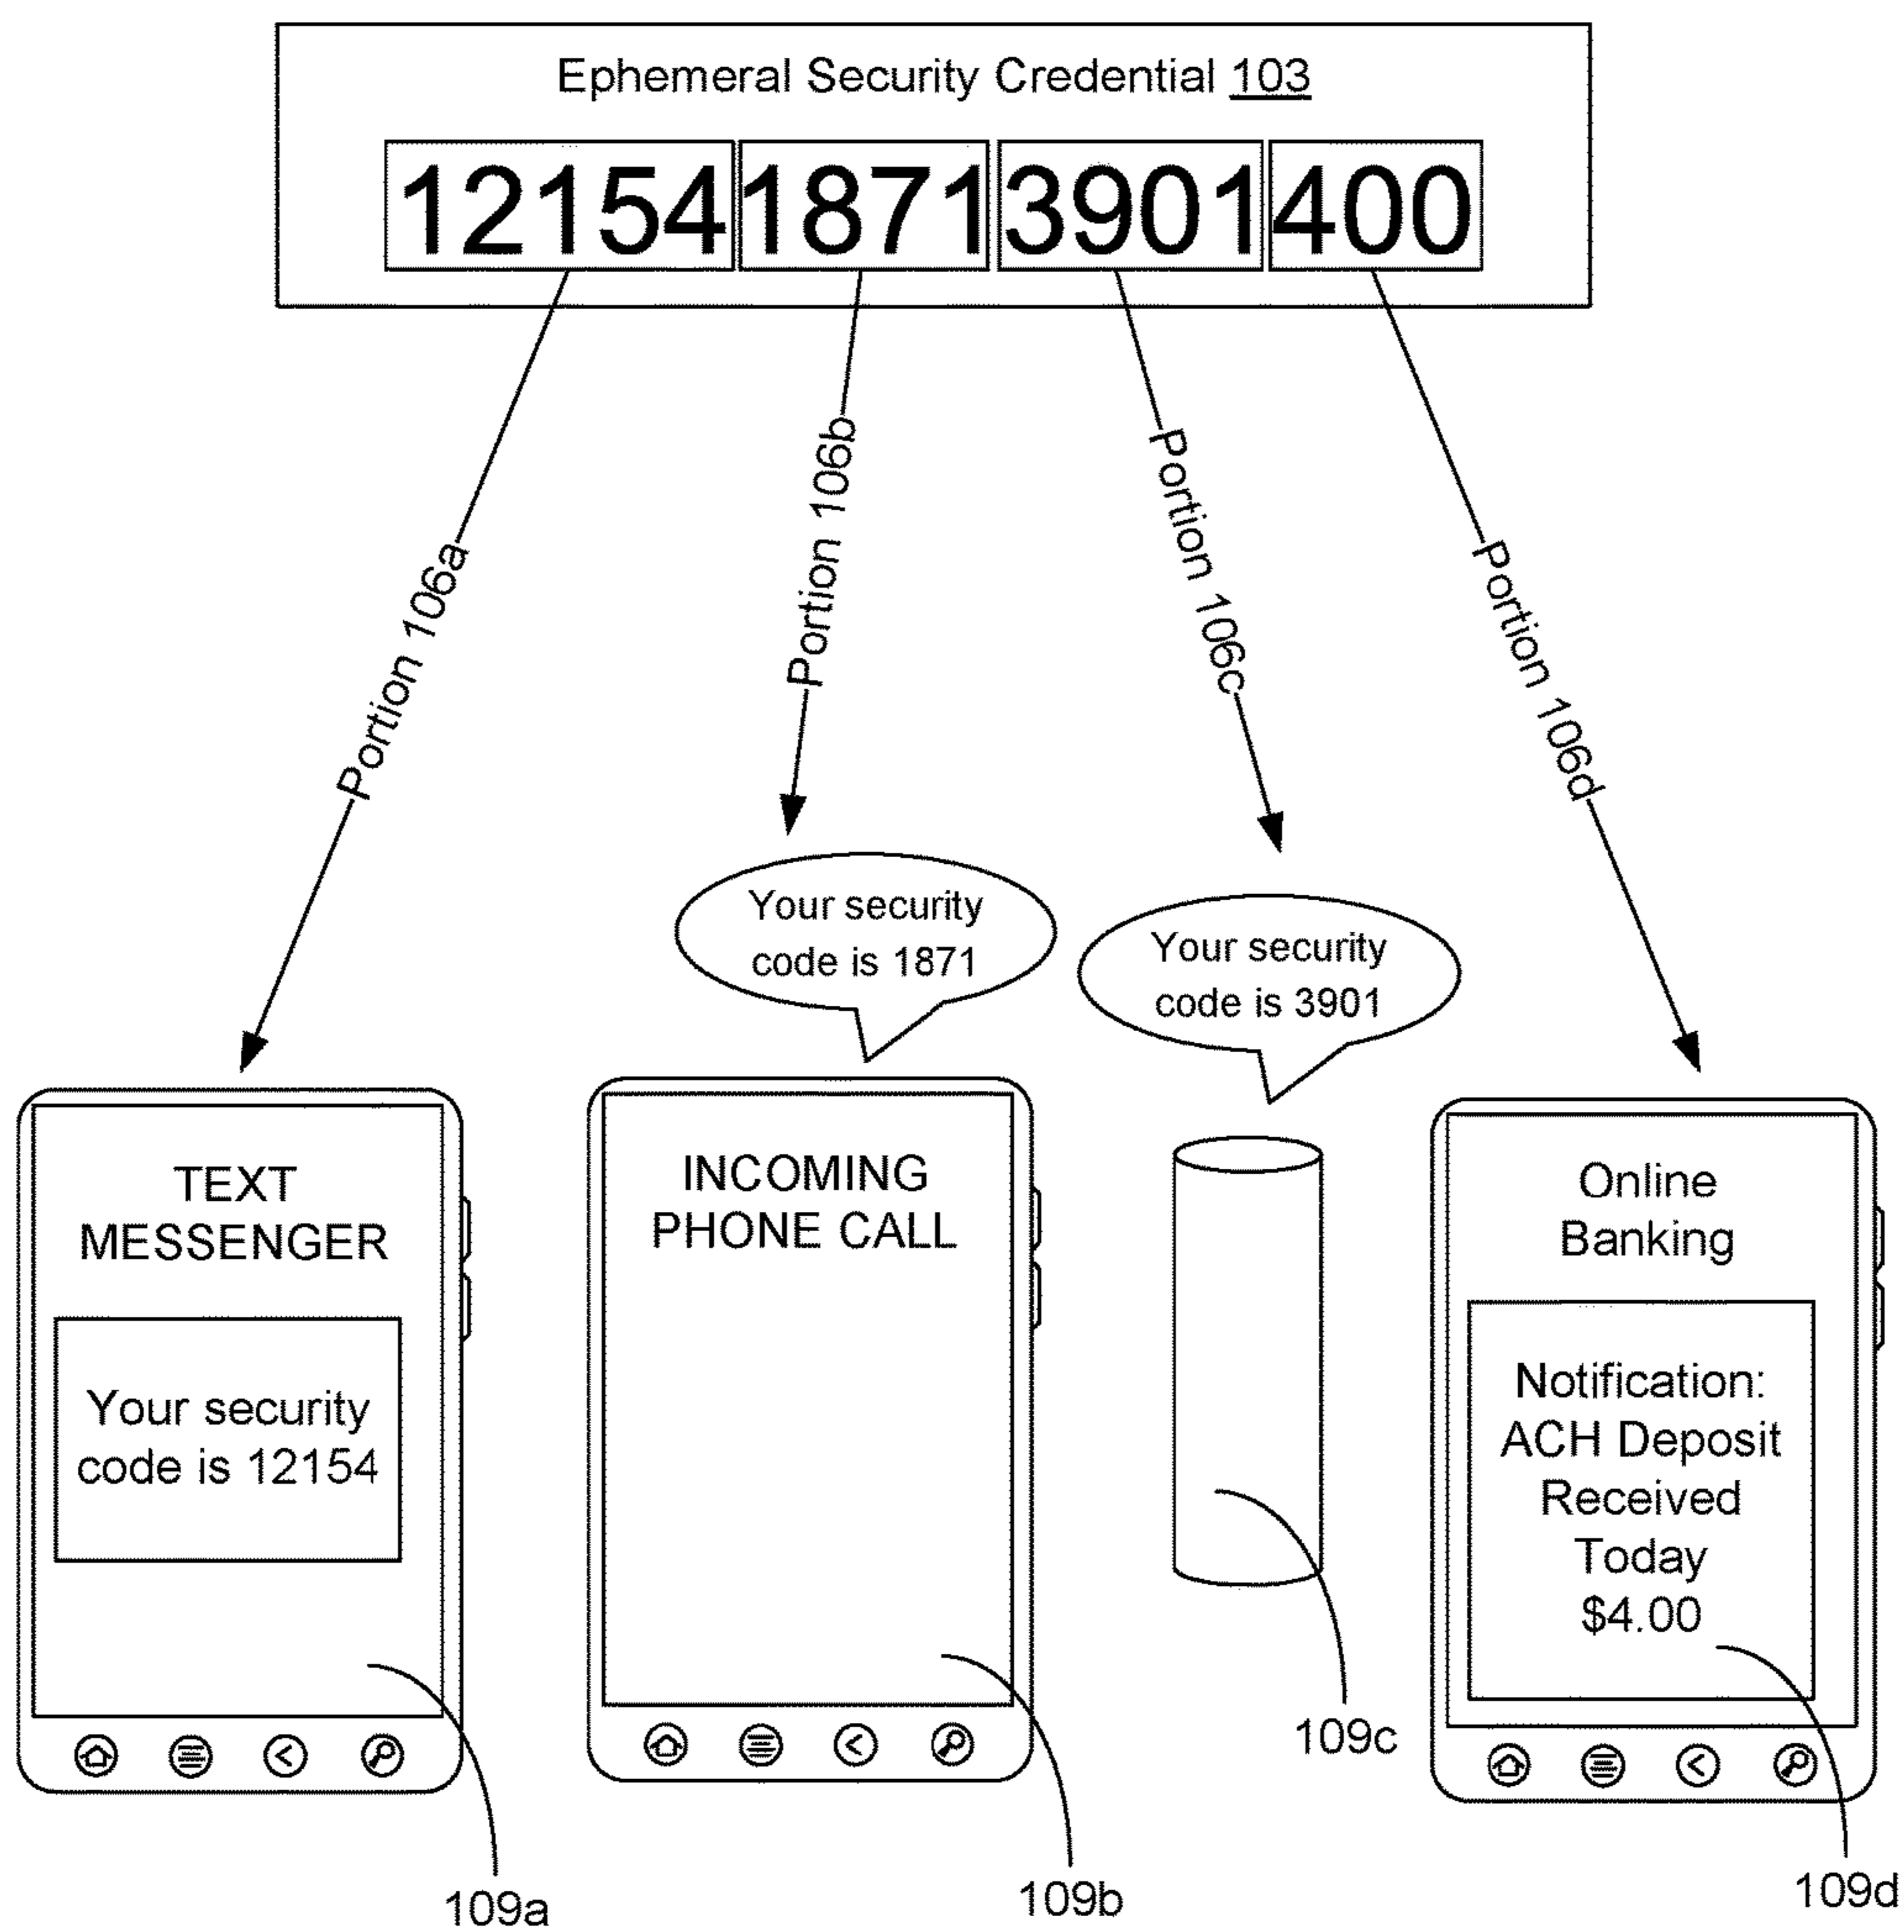 Ephemeral Security Credential 103
12154 1871 3901 400
Portion 106a
Portion 106b
Portion 106c
Portion 106d
Your security
code is 1871
Your security
code is 3901
TEXT
MESSENGER
Your security
code is 12154
INCOMING
PHONE CALL
Online
Banking
Notification:
ACH Deposit
Received
Today
$4.00
109a
109b
109c
109d